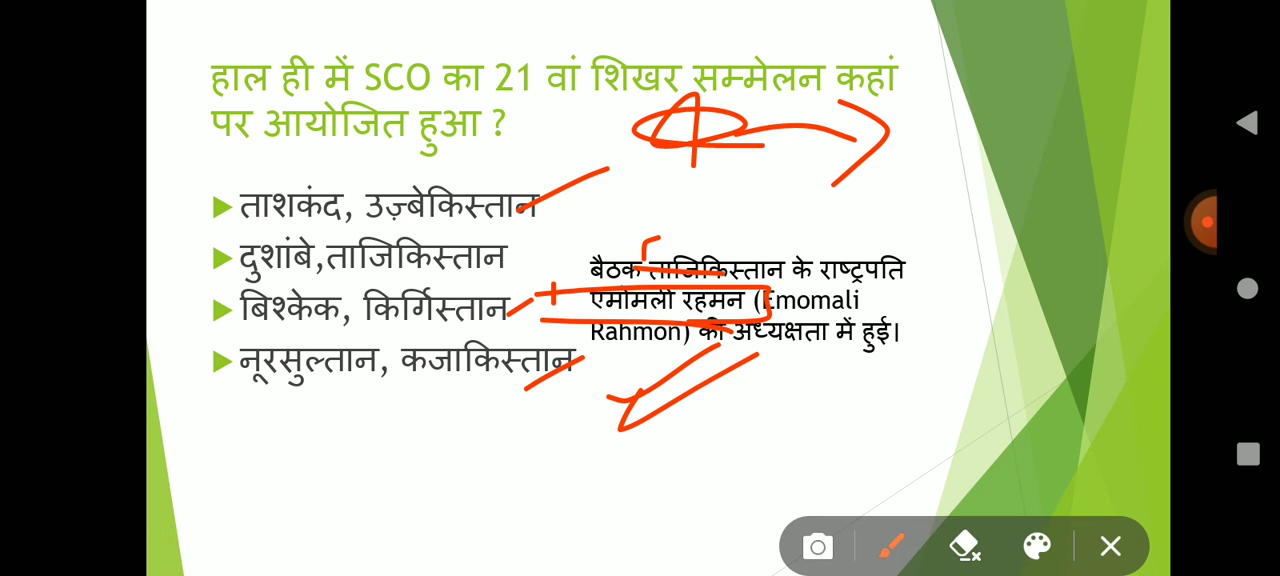 हाल ही में SCO का 21 वां शिखर सम्मेलन कहां
पर आयोजित हुआ ?
ताशकंद, उज़्बेकिस्तान
दुशांबे,ताजिकिस्तान
बिश्केक, किर्गिस्तान
नूरसुल्तान, कजाकिस्तान
बैठक ताजिकिस्तान के राष्ट्रपति
एमोमली रहमन (Emomali
Rahmon) की अध्यक्षता में हुई।